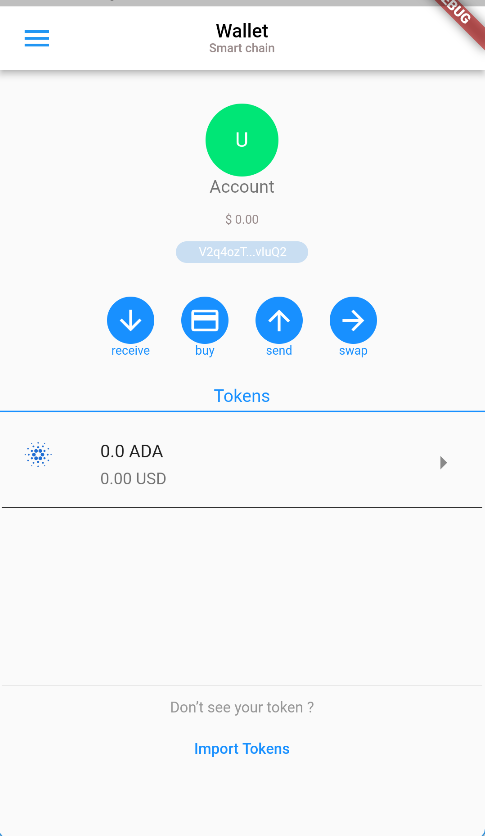 Wallet
Smart chain
U
Account
$ 0.00
V2q4ozT...vluQ2
receive
buy
send
swap
Tokens
0.0 ADA
0.00 USD
Don't see your token ?
Import Tokens